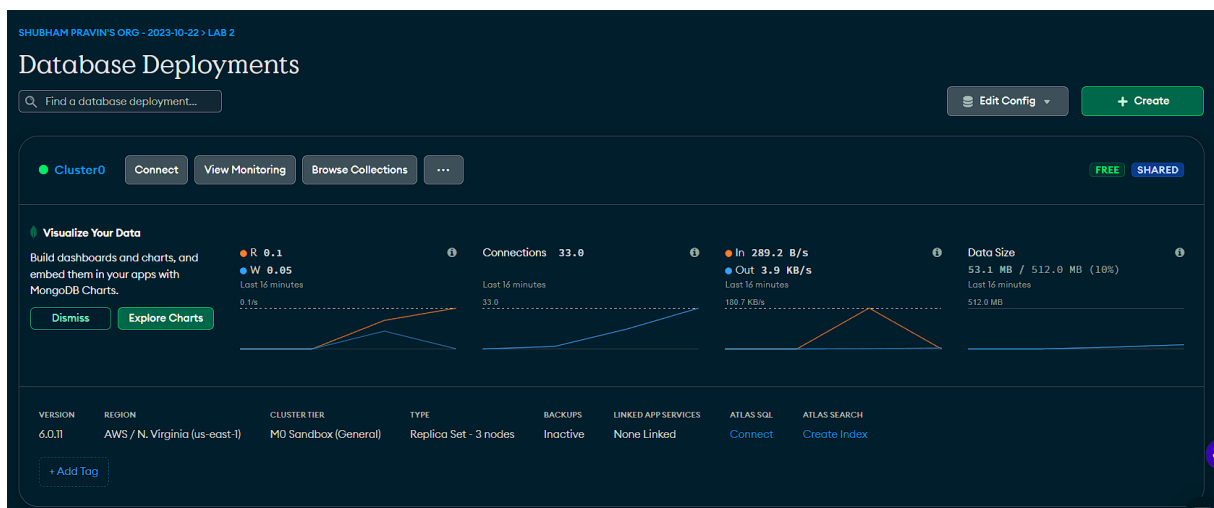 SHUBHAM PRAVIN'S ORG - 2023-10-22 > LAB 2
Database Deployments
Find a database deployment...
Edit Config
+ Create
Cluster0
Connect
View Monitoring
Browse Collections
...
FREE
SHARED
Visualize Your Data
Build dashboards and charts, and
embed them in your apps with
MongoDB Charts.
Dismiss
Explore Charts
R 0.1
W 0.05
Last 16 minutes
0.1/s
Connections 33.0
Last 16 minutes
33.0
In 289.2 B/s
Out 3.9 KB/s
Last 16 minutes
180.7 KB/s
Data Size
53.1 MB / 512.0 MB (10%)
Last 16 minutes
512.0 MB
VERSION
6.0.11
REGION
AWS / N. Virginia (us-east-1)
CLUSTER TIER
M0 Sandbox (General)
TYPE
Replica Set - 3 nodes
BACKUPS
Inactive
LINKED APP SERVICES
None Linked
ATLAS SQL
Connect
ATLAS SEARCH
Create Index
+ Add Tag